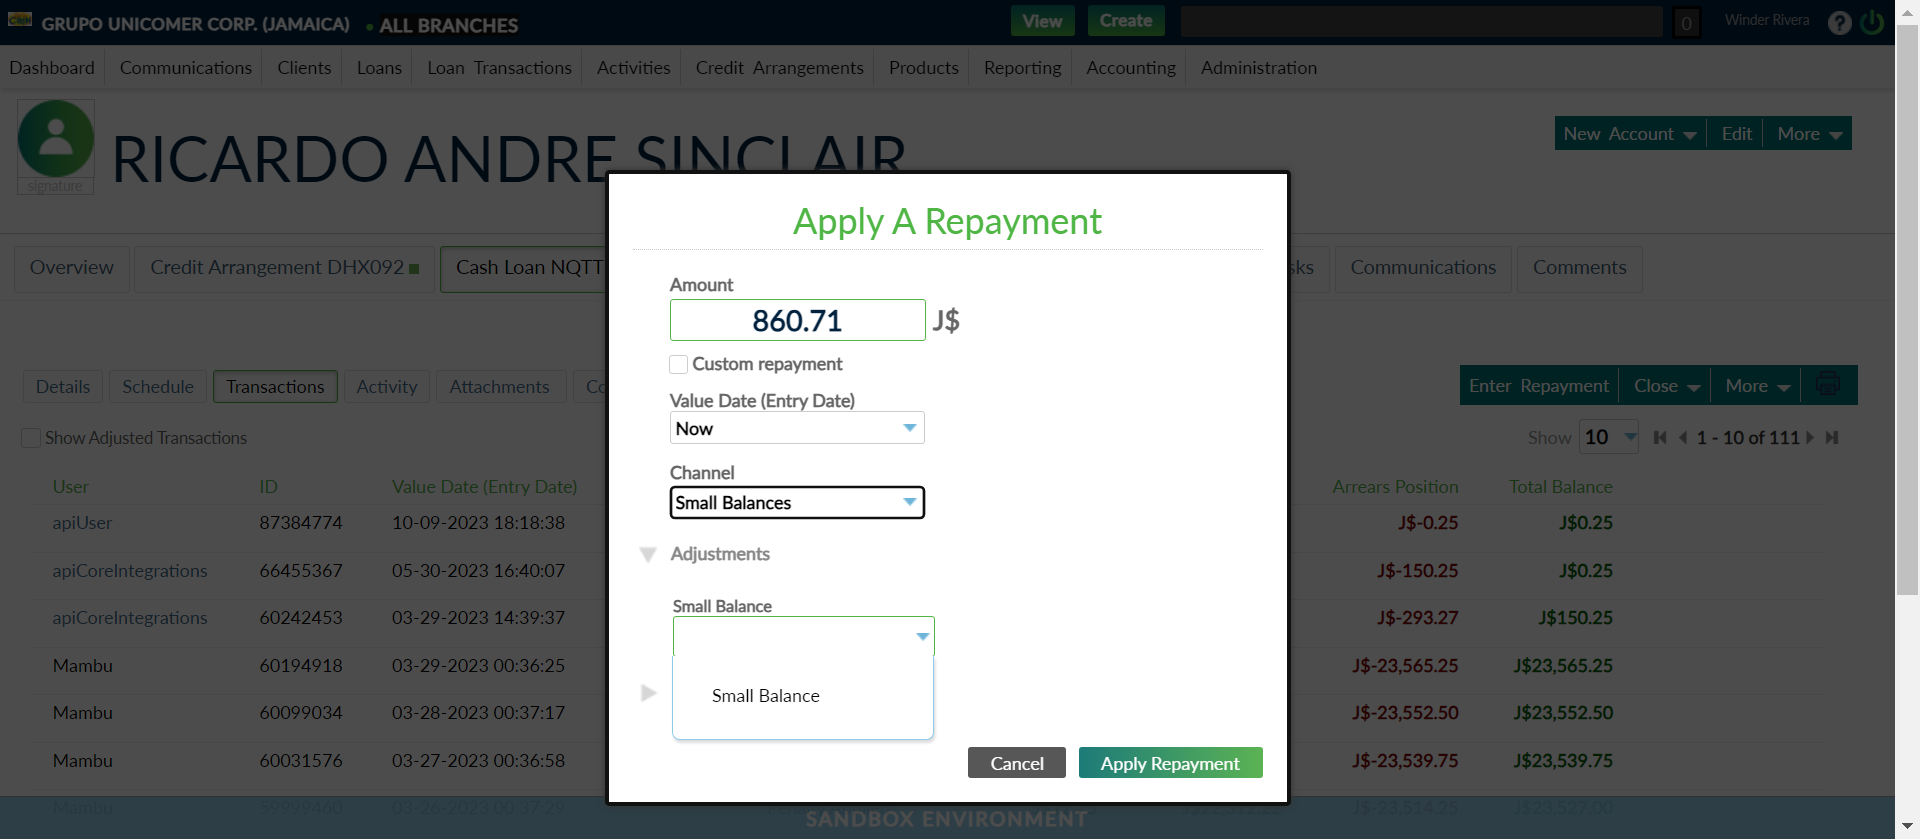 GRUPO UNICOMER CORP. (JAMAICA) ALL BRANCHES View Create 0 Winder Rivera ?
Dashboard Communications Clients Loans Loan Transactions Activities Credit Arrangements Products Reporting Accounting Administration
signature
RICARDO ANDRE SINCLAIR
New Account Edit More
Overview Credit Arrangement DHX092 Cash Loan NQTT Communications Comments
Apply A Repayment
Amount
860.71 J$
Custom repayment
Value Date (Entry Date)
Now
Channel
Small Balances
Adjustments
Small Balance
Small Balance
Cancel Apply Repayment
Details Schedule Transactions Activity Attachments Co
Enter Repayment Close More
Show Adjusted Transactions
Show 10 1 - 10 of 111
User ID Value Date (Entry Date) Arrears Position Total Balance
apiUser 87384774 10-09-2023 18:18:38 J$-0.25 J$0.25
apiCoreIntegrations 66455367 05-30-2023 16:40:07 J$-150.25 J$0.25
apiCoreIntegrations 60242453 03-29-2023 14:39:37 J$-293.27 J$150.25
Mambu 60194918 03-29-2023 00:36:25 J$-23,565.25 J$23,565.25
Mambu 60099034 03-28-2023 00:37:17 J$-23,552.50 J$23,552.50
Mambu 60031576 03-27-2023 00:36:58 J$-23,539.75 J$23,539.75
Mambu 59999460 03-26-2023 00:37:29 J$-23,514.25 J$23,527.00
SANDBOX ENVIRONMENT